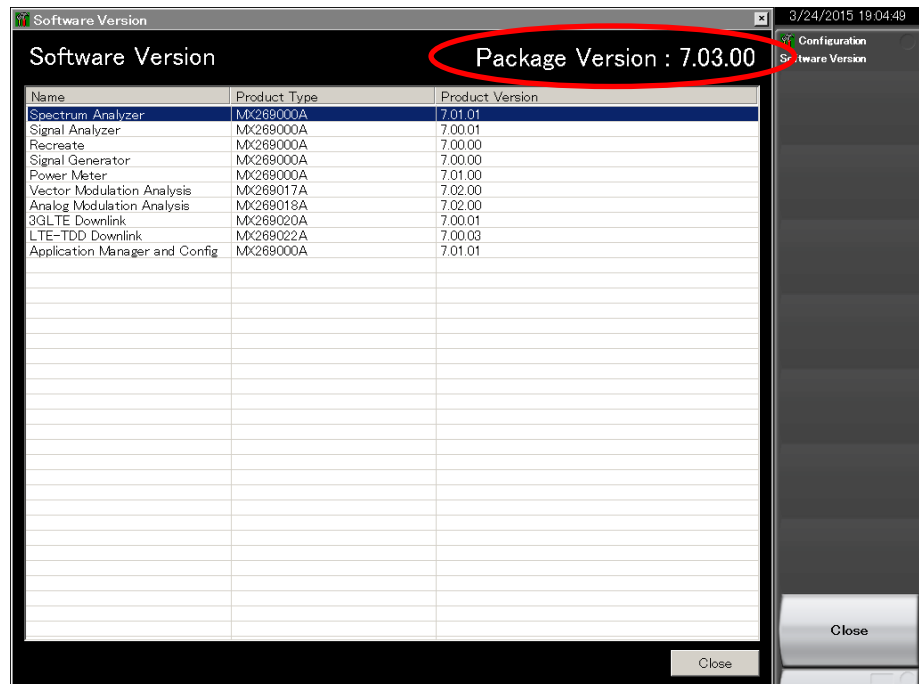 Software Version
3/24/2015 19:04:49
Software Version
Package Version : 7.03.00
Configuration
Software Version
Name Product Type Product Version
Spectrum Analyzer MX269000A 7.01.01
Signal Analyzer MX269000A 7.00.01
Recreate MX269000A 7.00.00
Signal Generator MX269000A 7.00.00
Power Meter MX269000A 7.01.00
Vector Modulation Analysis MX269017A 7.02.00
Analog Modulation Analysis MX269018A 7.02.00
3GLTE Downlink MX269020A 7.00.01
LTE-TDD Downlink MX269022A 7.00.03
Application Manager and Config MX269000A 7.01.01
Close
Close